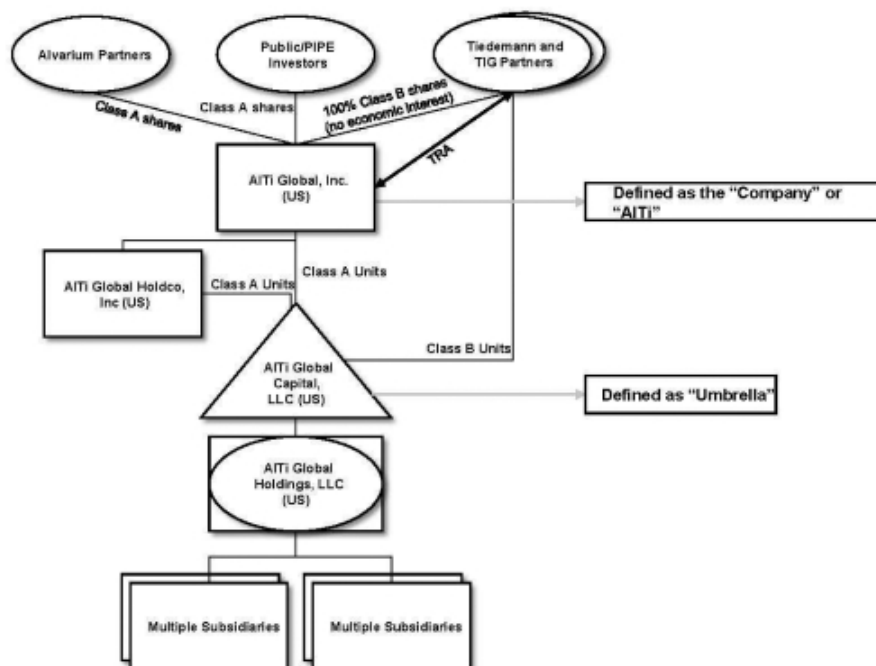 Alvarium Partners
Public/PIPE
Investors
Tiedemann and
TIG Partners
Class A shares
Class A shares
100% Class B shares
(no economic interest)
TRA
AlTi Global, Inc.
(US)
Defined as the “Company” or
“AlTi”
AlTi Global Holdco,
Inc (US)
Class A Units
Class A Units
Class B Units
AlTi Global
Capital,
LLC (US)
Defined as “Umbrella”
AlTi Global
Holdings, LLC
(US)
Multiple Subsidiaries
Multiple Subsidiaries